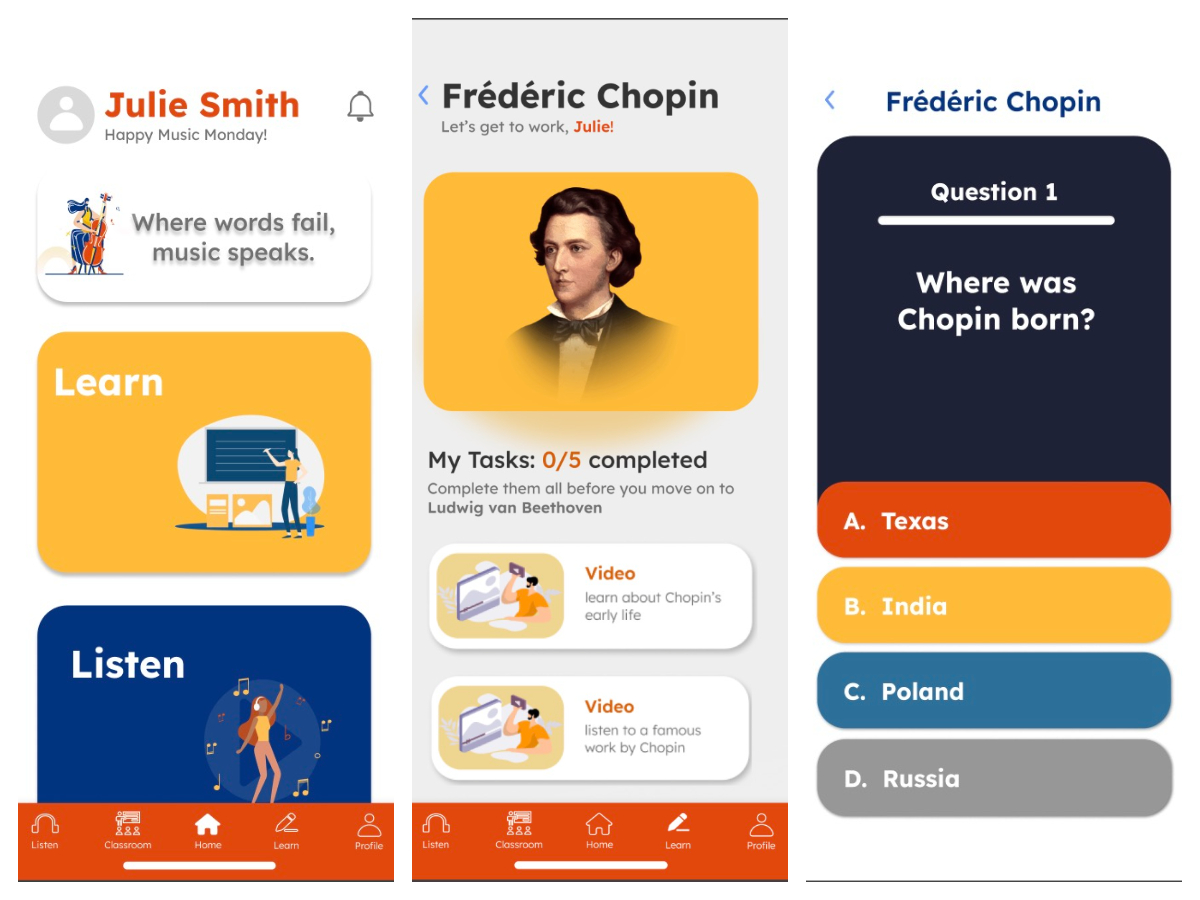 Julie Smith
Happy Music Monday!
Where words fail,
music speaks.
Learn
Listen
Listen
Classroom
Home
Learn
Profile
Frédéric Chopin
Let's get to work, Julie!
My Tasks: 0/5 completed
Complete them all before you move on to
Ludwig van Beethoven
Video
learn about Chopin's
early life
Video
listen to a famous
work by Chopin
Listen
Classroom
Home
Learn
Profile
Frédéric Chopin
Question 1
Where was
Chopin born?
A. Texas
B. India
C. Poland
D. Russia